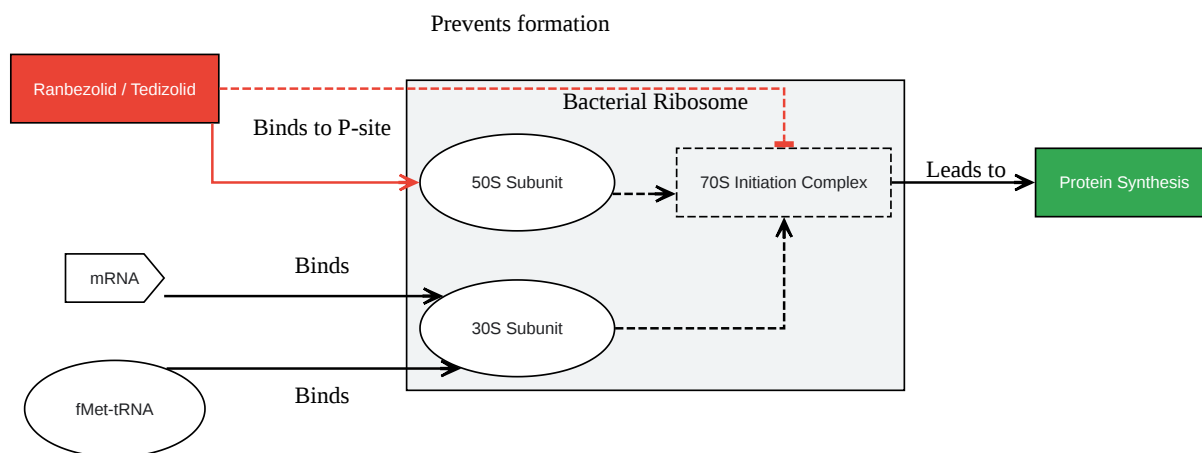 Prevents formation
Ranbezolid / Tedizolid
Bacterial Ribosome
Binds to P-site
50S Subunit
70S Initiation Complex
Leads to
Protein Synthesis
mRNA
Binds
30S Subunit
fMet-tRNA
Binds